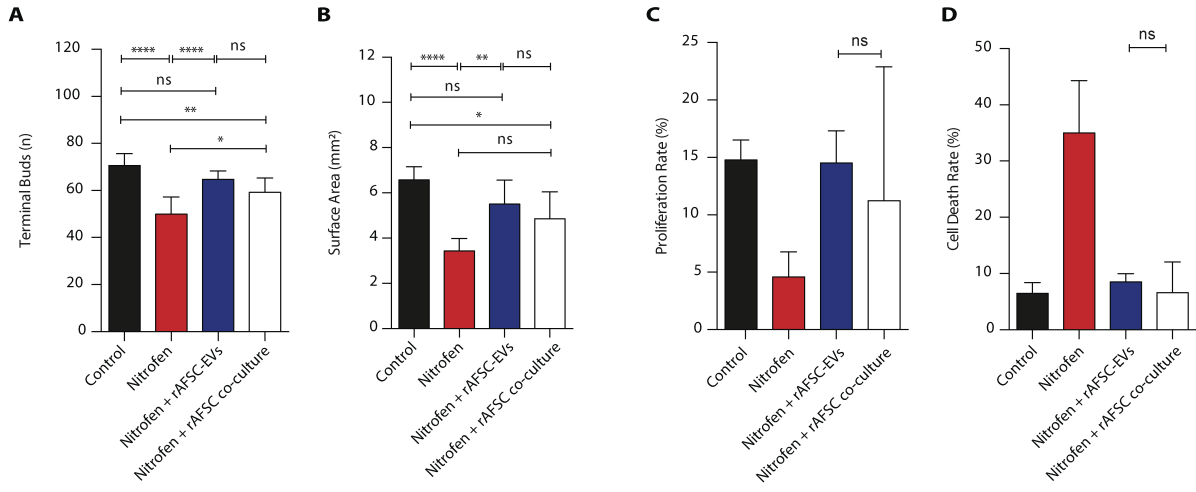 A
Terminal Buds (n)
120
100
80
60
40
20
0
**** **** ns
ns
**
*
Control
Nitrofen
Nitrofen + rAFSC-EVs
Nitrofen + rAFSC co-culture
B
Surface Area (mm²)
12
10
8
6
4
2
0
**** ** ns
ns
*
ns
Control
Nitrofen
Nitrofen + rAFSC-EVs
Nitrofen + rAFSC co-culture
C
Proliferation Rate (%)
25
20
15
10
5
0
ns
Control
Nitrofen
Nitrofen + rAFSC-EVs
Nitrofen + rAFSC co-culture
D
Cell Death Rate (%)
50
40
30
20
10
0
ns
Control
Nitrofen
Nitrofen + rAFSC-EVs
Nitrofen + rAFSC co-culture